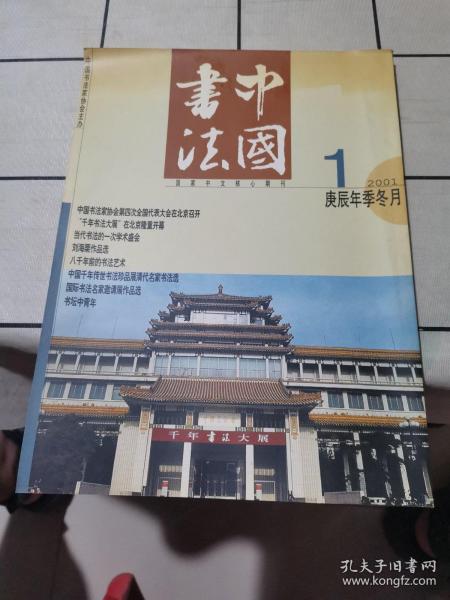 中国书法家协会主办
中國
書法
国家中文核心期刊
1
2001
庚辰年季冬月
中国书法家协会第四次全国代表大会在北京召开
“千年书法大展”在北京隆重开幕
当代书法的一次学术盛会
刘海粟作品选
八千年前的书法艺术
中国千年传世书法珍品展清代名家书法选
国际书法名家邀请展作品选
书坛中青年
千年書法大展
孔夫子旧书网
www.kongfz.com